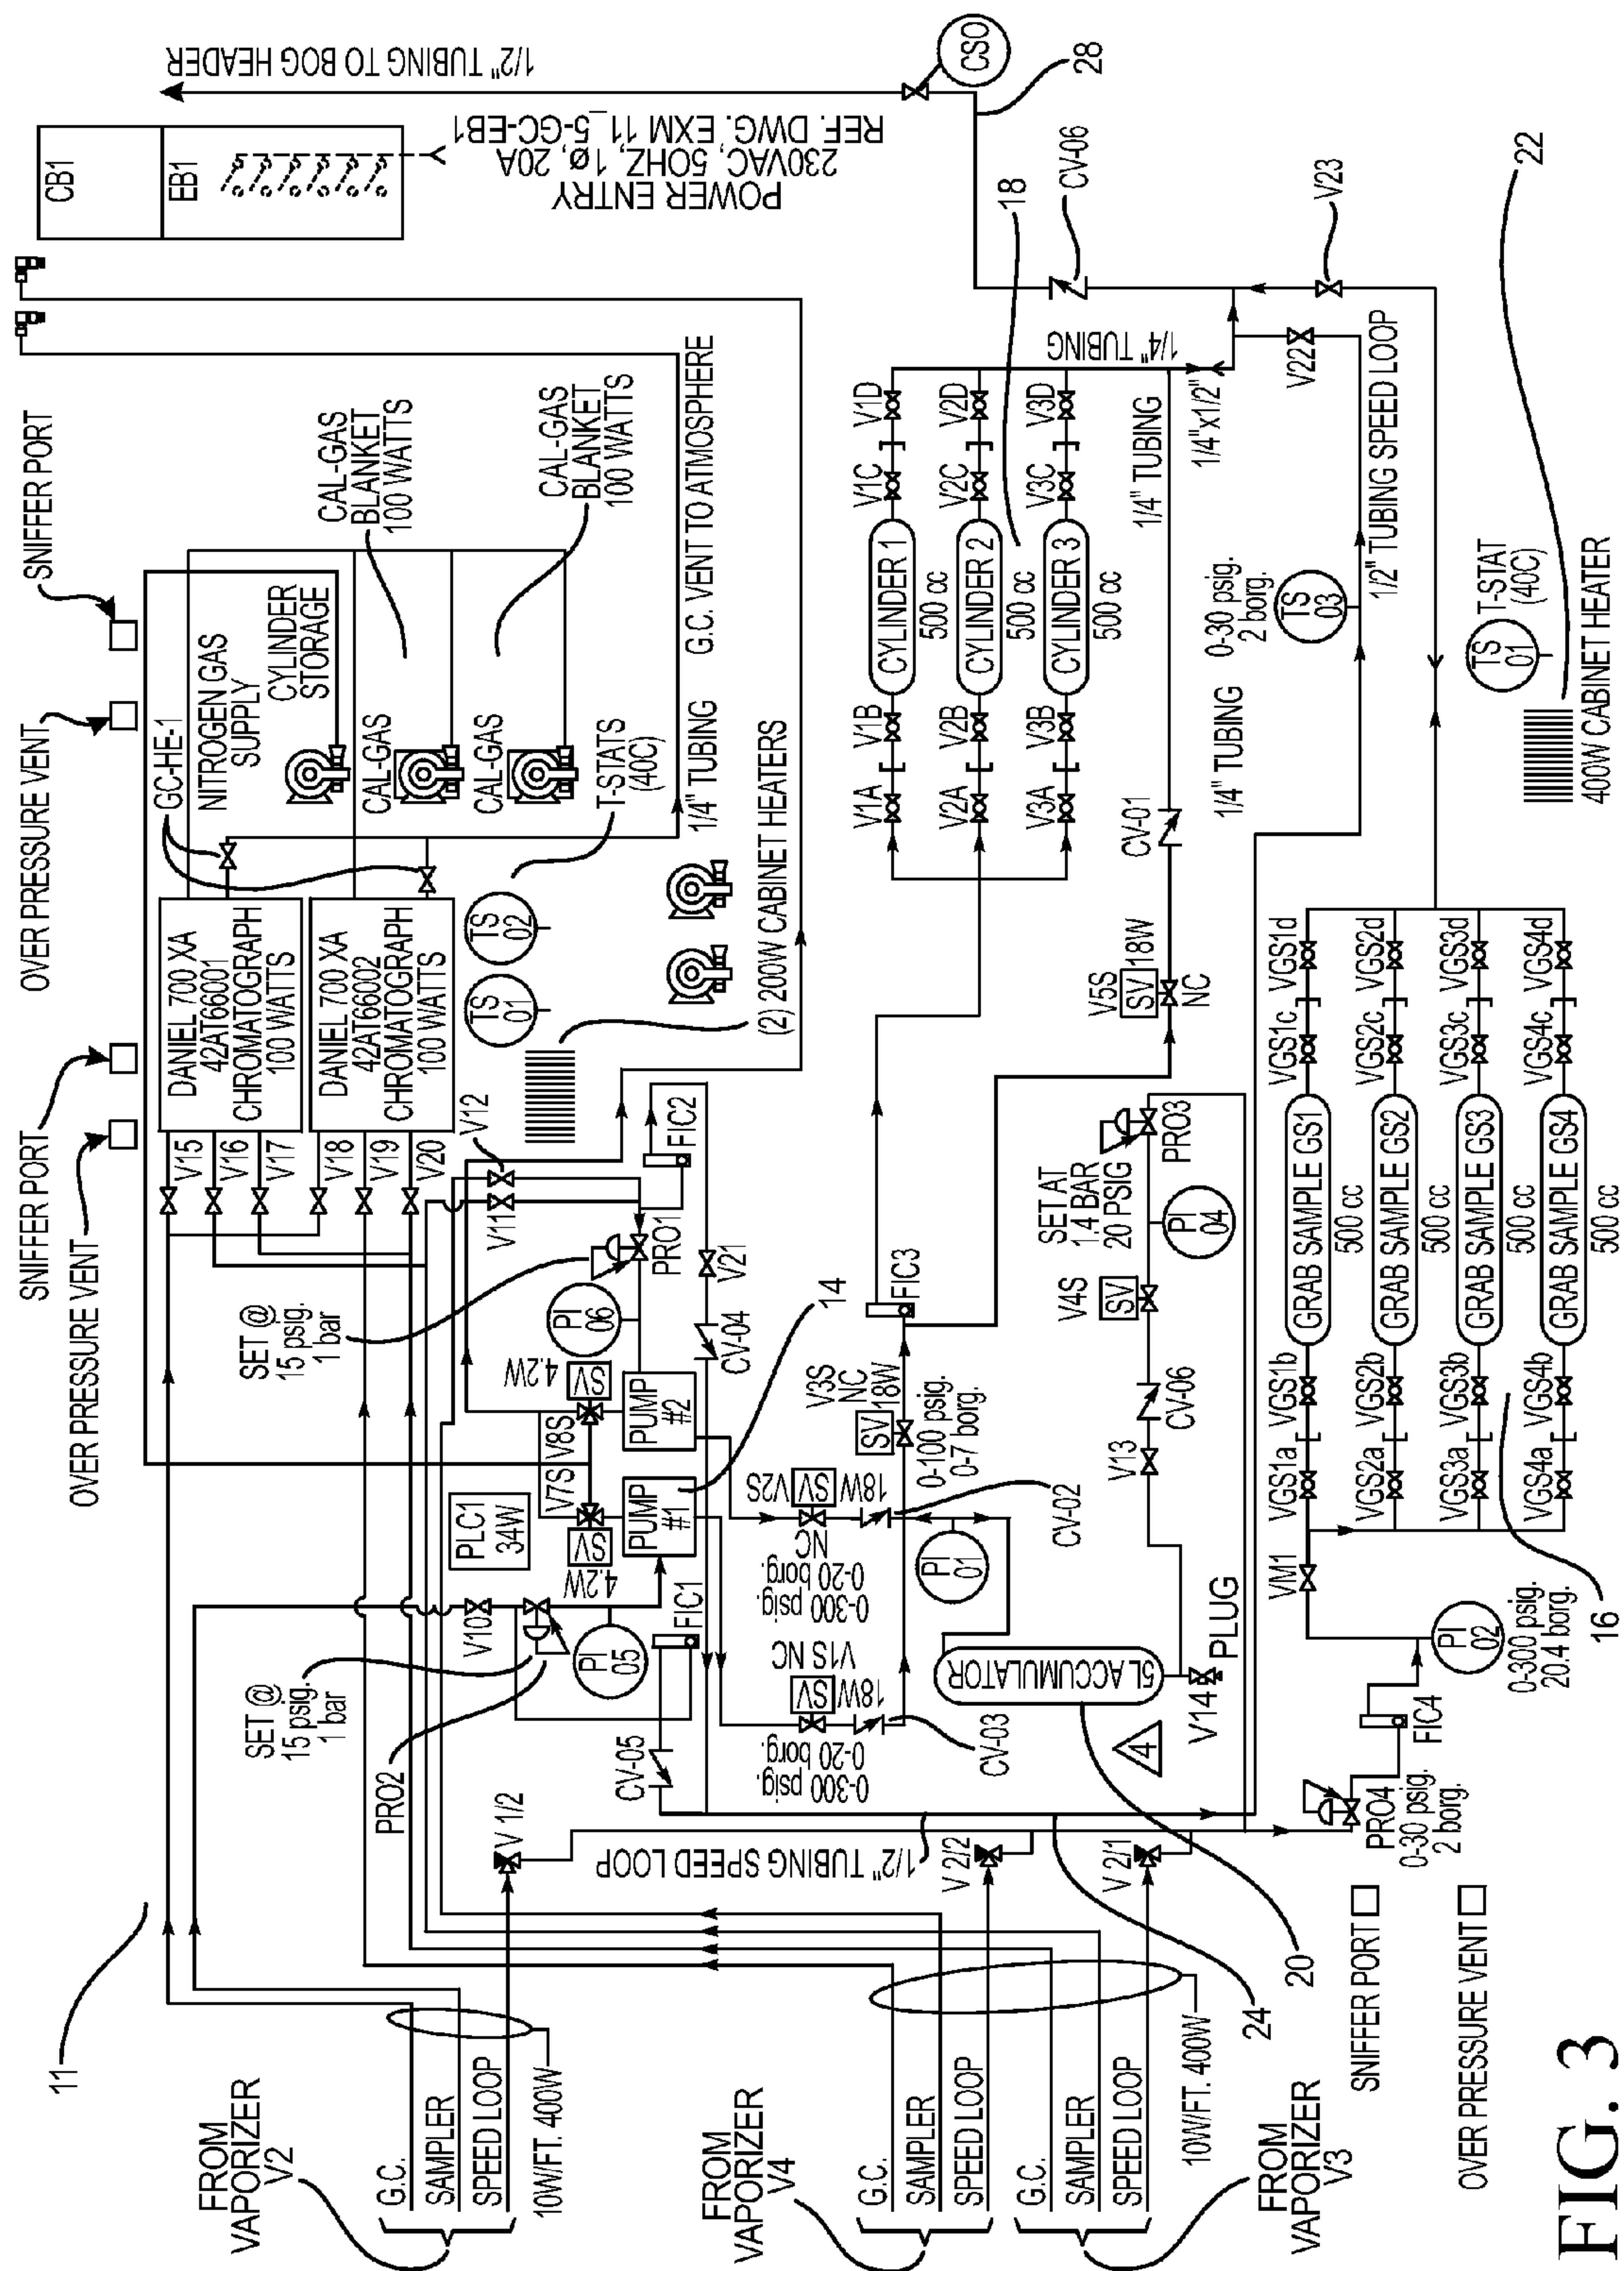 11
FROM
VAPORIZER
V2
G.C.
SAMPLER
SPEED LOOP
10W/FT. 400W
FROM
VAPORIZER
V4
G.C.
SAMPLER
SPEED LOOP
G.C.
SAMPLER
SPEED LOOP
10W/FT. 400W
FROM
VAPORIZER
V3
SNIFFER PORT
OVER PRESSURE VENT
FIG. 3
OVER PRESSURE VENT
SNIFFER PORT
OVER PRESSURE VENT
SNIFFER PORT
V15
V16
V17
V18
V19
V20
DANIEL 700 XA
42AT66001
CHROMATOGRAPH
100 WATTS
DANIEL 700 XA
42AT66002
CHROMATOGRAPH
100 WATTS
GC-HE-1
NITROGEN GAS
SUPPLY
CYLINDER
STORAGE
CAL-GAS
CAL-GAS
CAL-GAS
BLANKET
100 WATTS
CAL-GAS
BLANKET
100 WATTS
T-STATS
(40C)
TS
01
TS
02
1/4" TUBING
G.C. VENT TO ATMOSPHERE
(2) 200W CABINET HEATERS
CB1
EB1
POWER ENTRY
230VAC, 50HZ, 1ø, 20A
REF. DWG. EXM 11_5-GC-EB1
1/2" TUBING TO BOG HEADER
CSO
28
SET @
15 psig.
1 bar
PRO2
SET @
15 psig.
1 bar
V10
PI
05
PLC1
34W
V7S
V8S
SV
4.2W
SV
4.2W
PUMP
#1
PUMP
#2
PI
06
PRO1
V11
V12
FIC2
V21
CV-04
14
FIC1
CV-05
V 1/2
1/2" TUBING SPEED LOOP
V 2/2
V 2/1
V1S NC
SV
18W
0-20 borg.
0-300 psig.
CV-03
V2S
SV
18W
NC
0-20 borg.
0-300 psig.
CV-02
PI
01
V3S
NC
SV
18W
0-100 psig.
0-7 borg.
FIC3
5L ACCUMULATOR
4
V14
PLUG
V13
CV-06
V4S
SV
SET AT
1.4 BAR
20 PSIG
PI
04
PRO3
V5S
SV
18W
NC
CV-01
1/4" TUBING
V1A
V1B
CYLINDER 1
500 cc
V1C
V1D
V2A
V2B
CYLINDER 2
500 cc
V2C
V2D
V3A
V3B
CYLINDER 3
500 cc
V3C
V3D
18
1/4" TUBING
1/4"x1/2"
CV-06
V22
V23
1/4" TUBING
0-30 psig.
2 borg.
TS
03
1/2" TUBING SPEED LOOP
TS
01
T-STAT
(40C)
22
400W CABINET HEATER
24
20
PRO4
0-30 psig.
2 borg.
FIC4
PI
02
0-300 psig.
20.4 borg.
VM1
16
VGS1a
VGS1b
GRAB SAMPLE GS1
500 cc
VGS1c
VGS1d
VGS2a
VGS2b
GRAB SAMPLE GS2
500 cc
VGS2c
VGS2d
VGS3a
VGS3b
GRAB SAMPLE GS3
500 cc
VGS3c
VGS3d
VGS4a
VGS4b
GRAB SAMPLE GS4
500 cc
VGS4c
VGS4d